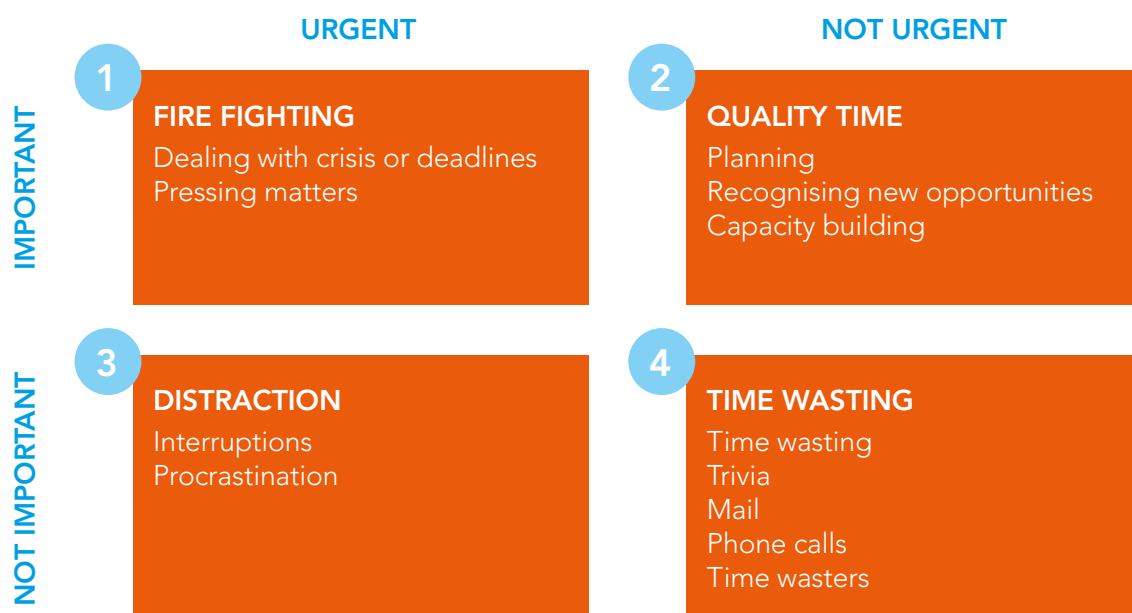 URGENT
NOT URGENT
IMPORTANT
1
FIRE FIGHTING
Dealing with crisis or deadlines
Pressing matters
2
QUALITY TIME
Planning
Recognising new opportunities
Capacity building
NOT IMPORTANT
3
DISTRACTION
Interruptions
Procrastination
4
TIME WASTING
Time wasting
Trivia
Mail
Phone calls
Time wasters